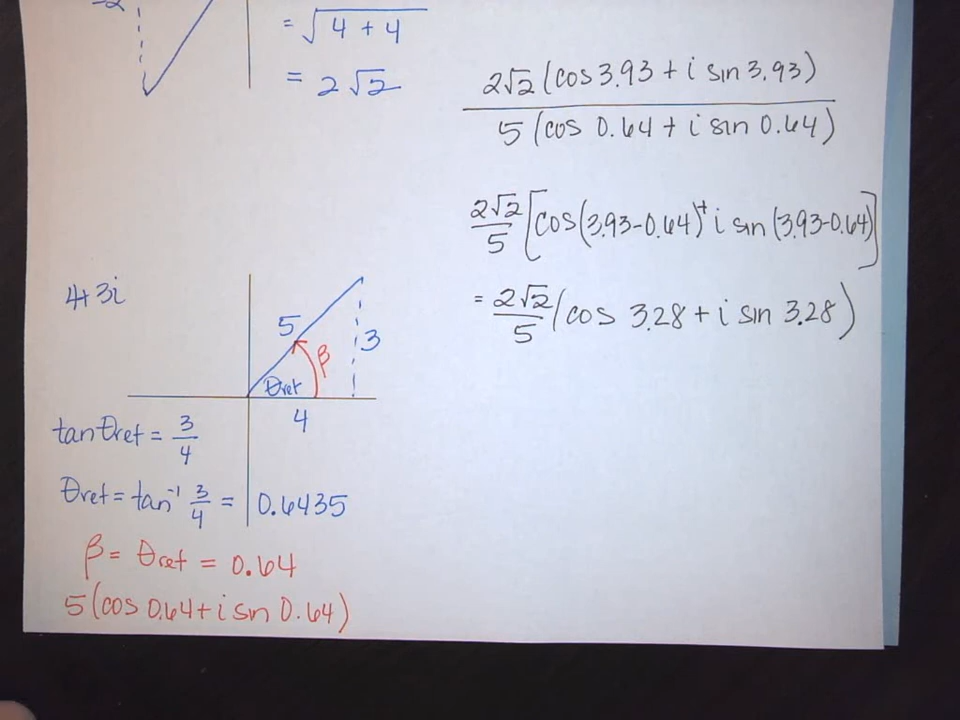 -2
= √4 + 4
= 2√2
4+3i
5
3
β
θref
4
tan θref = 3/4
θref = tan⁻¹ 3/4 = 0.6435
β = θref = 0.64
5(cos 0.64 + i sin 0.64)
2√2 (cos 3.93 + i sin 3.93)
5 (cos 0.64 + i sin 0.64)
2√2/5 [cos(3.93-0.64) + i sin (3.93-0.64)]
= 2√2/5 (cos 3.28 + i sin 3.28)